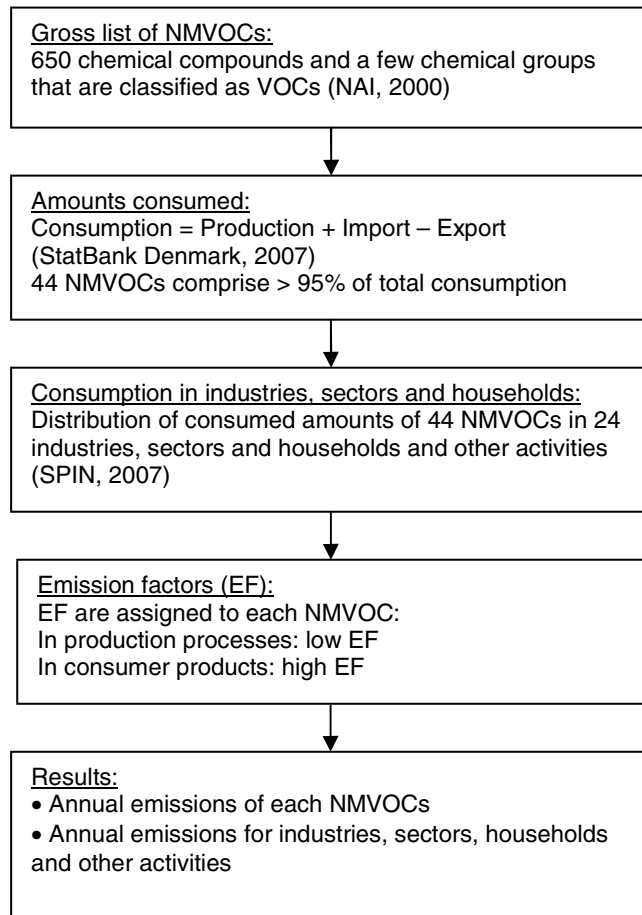 Gross list of NMVOCs:
650 chemical compounds and a few chemical groups
that are classified as VOCs (NAI, 2000)
Amounts consumed:
Consumption = Production + Import – Export
(StatBank Denmark, 2007)
44 NMVOCs comprise > 95% of total consumption
Consumption in industries, sectors and households:
Distribution of consumed amounts of 44 NMVOCs in 24
industries, sectors and households and other activities
(SPIN, 2007)
Emission factors (EF):
EF are assigned to each NMVOC:
In production processes: low EF
In consumer products: high EF
Results:
• Annual emissions of each NMVOCs
• Annual emissions for industries, sectors, households
and other activities